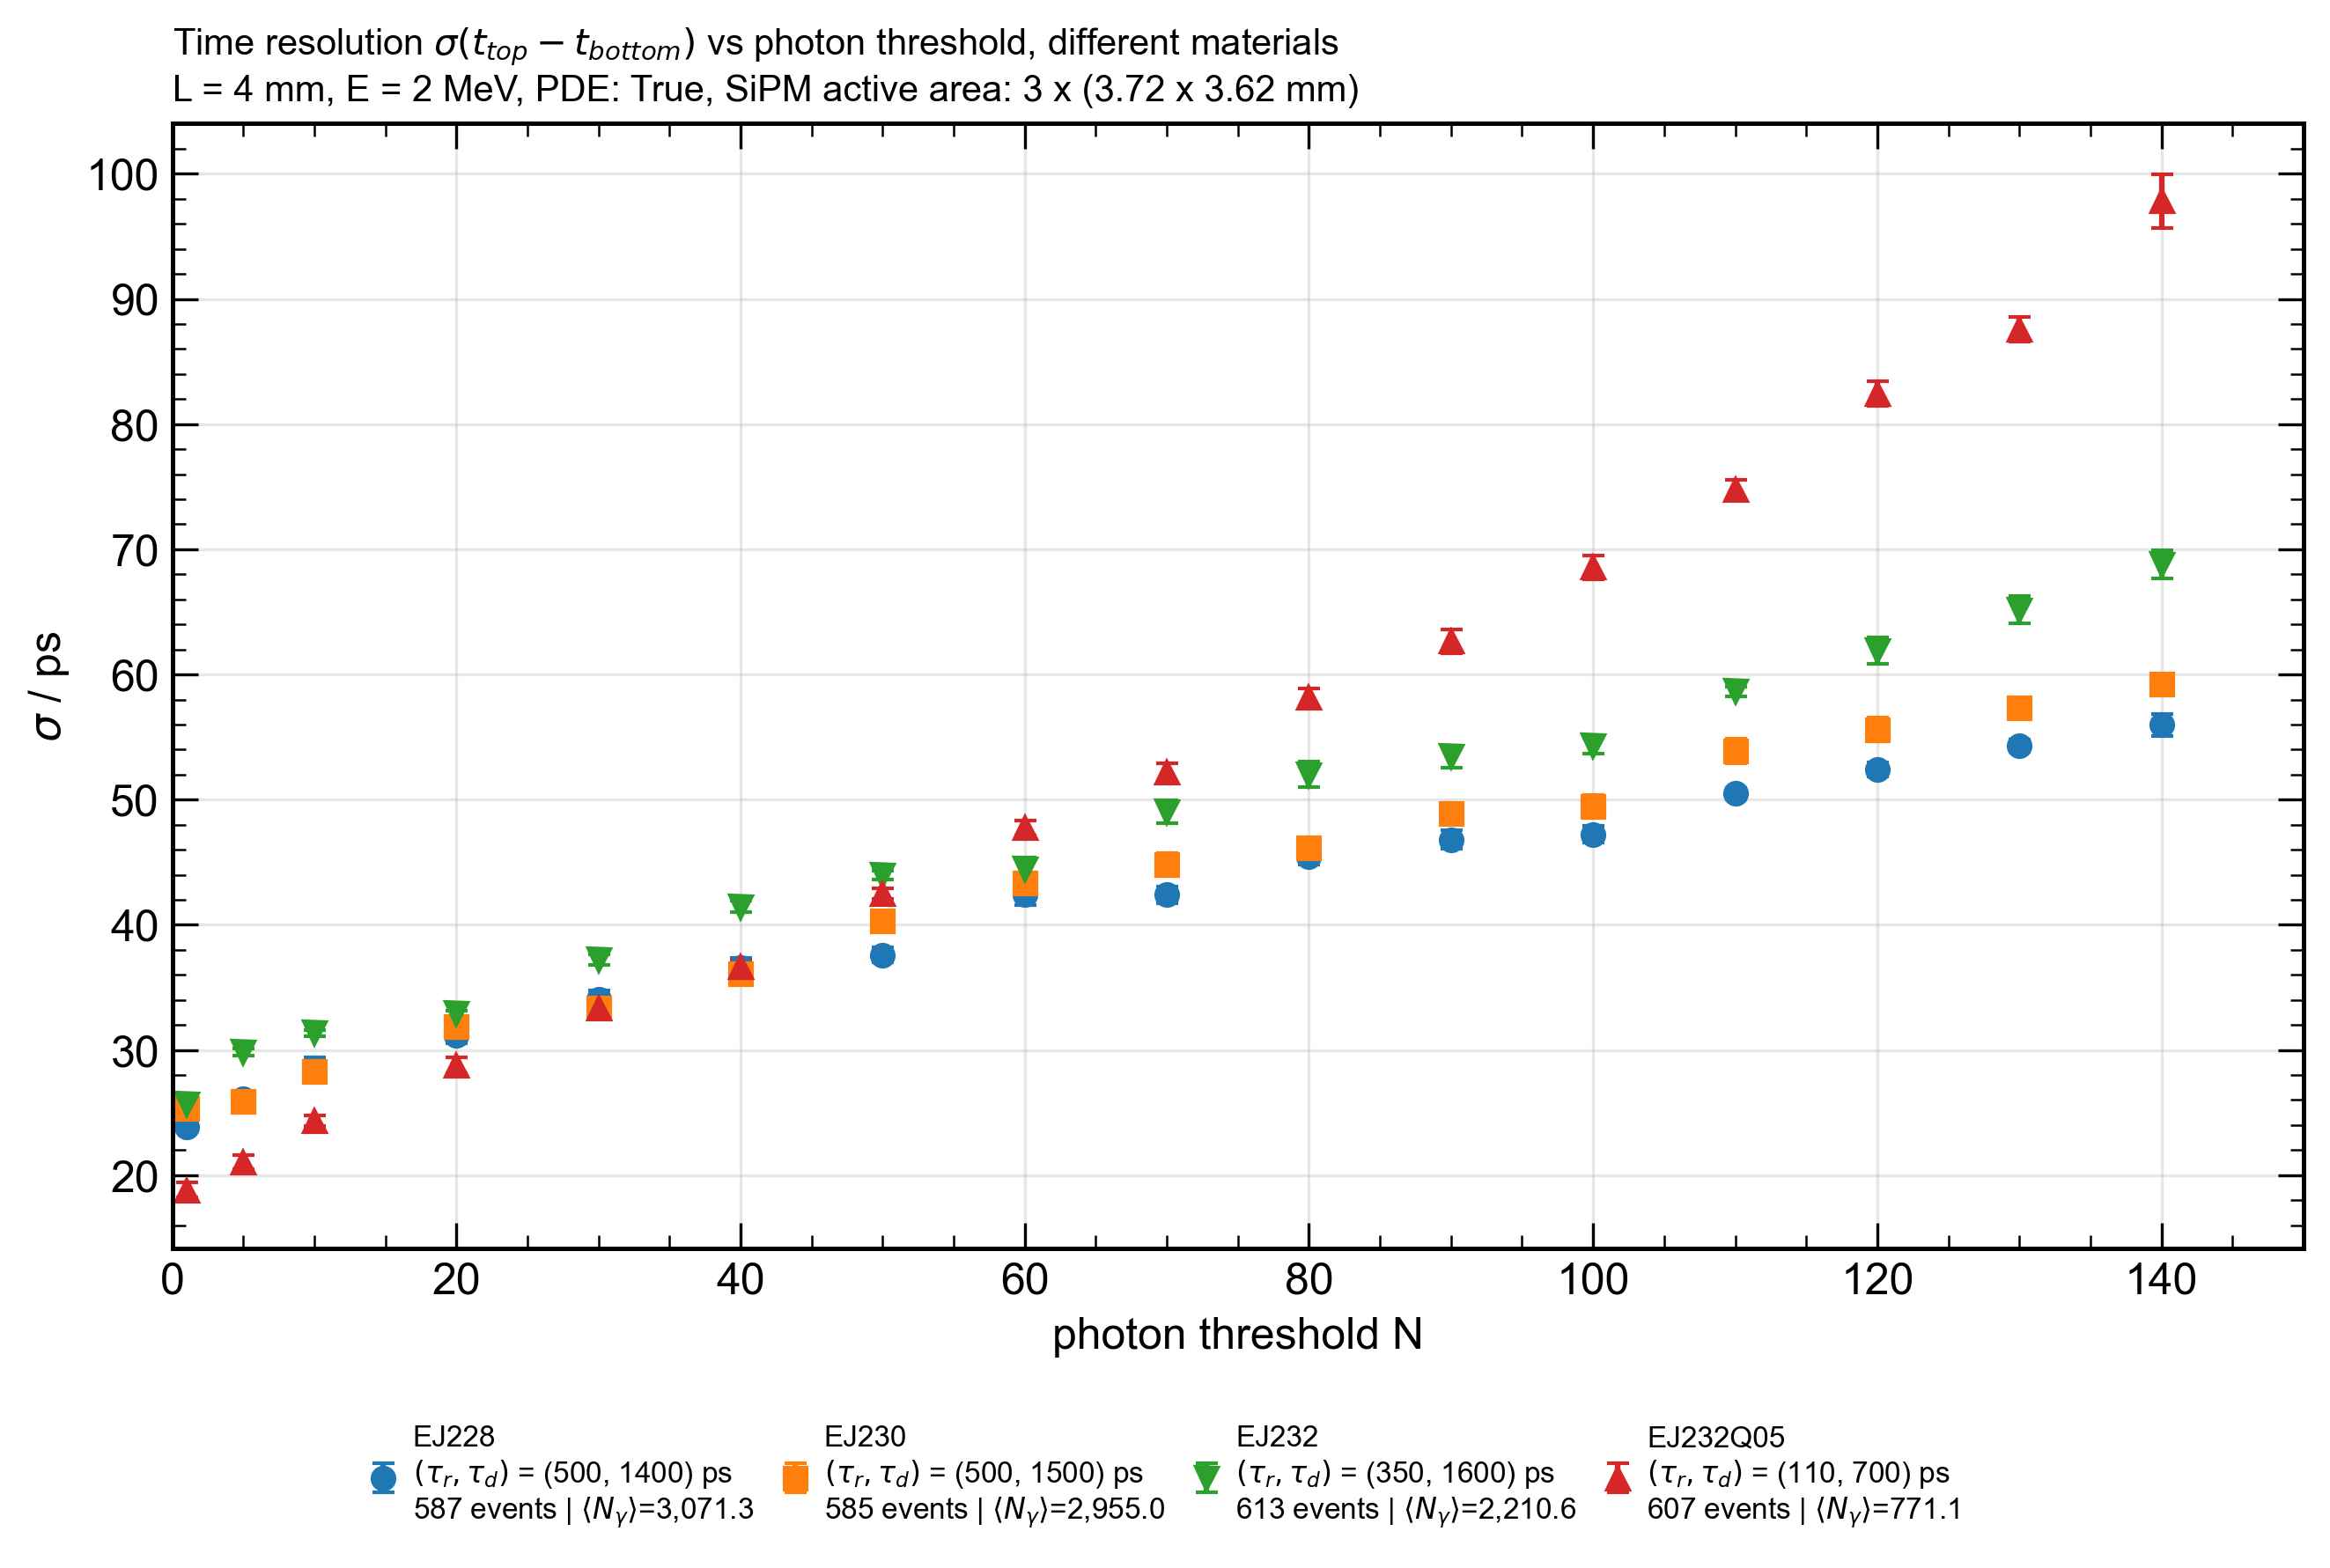 Time resolution σ(t_top − t_bottom) vs photon threshold, different materials
L = 4 mm, E = 2 MeV, PDE: True, SiPM active area: 3 x (3.72 x 3.62 mm)
100
90
80
70
60
50
40
30
20
σ / ps
0 20 40 60 80 100 120 140
photon threshold N
EJ228
(τ_r, τ_d) = (500, 1400) ps
587 events | ⟨N_γ⟩=3,071.3
EJ230
(τ_r, τ_d) = (500, 1500) ps
585 events | ⟨N_γ⟩=2,955.0
EJ232
(τ_r, τ_d) = (350, 1600) ps
613 events | ⟨N_γ⟩=2,210.6
EJ232Q05
(τ_r, τ_d) = (110, 700) ps
607 events | ⟨N_γ⟩=771.1